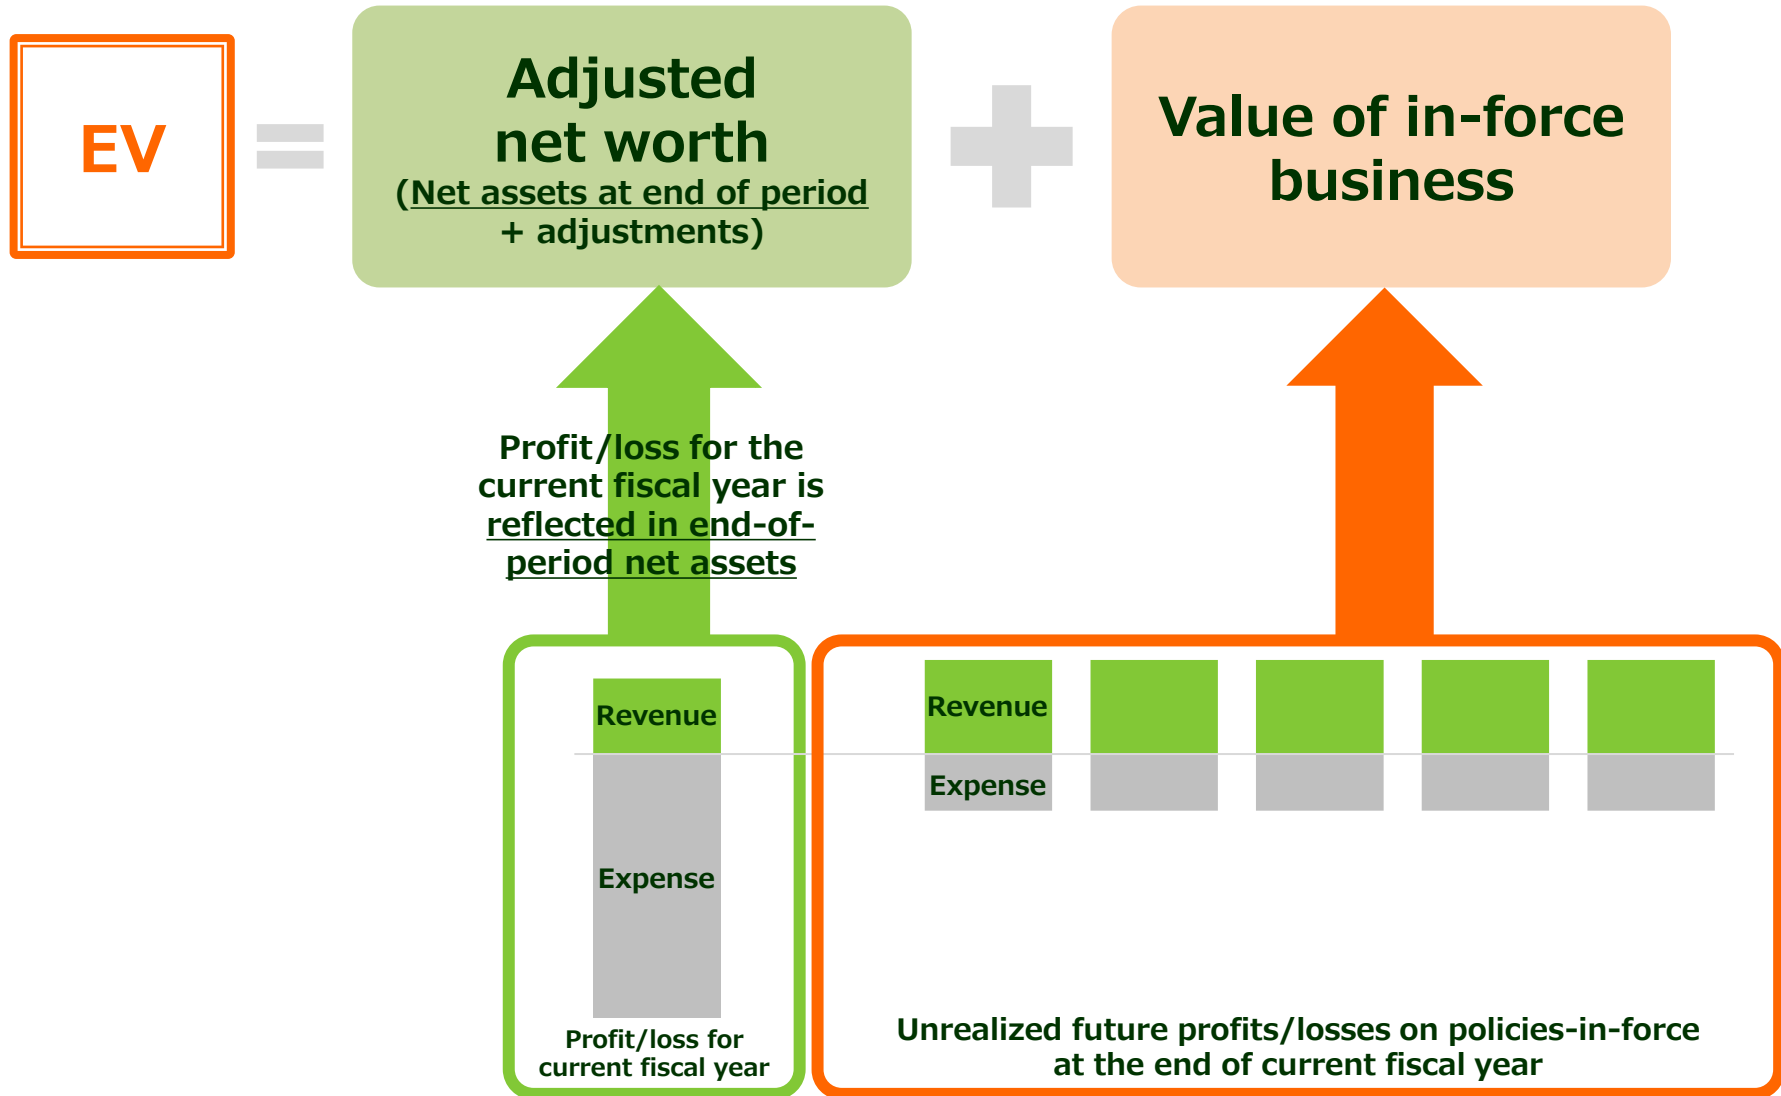 EV
=
Adjusted
net worth
(Net assets at end of period
+ adjustments)
+
Value of in-force
business
Profit/loss for the
current fiscal year is
reflected in end-of-
period net assets
Revenue
Expense
Profit/loss for
current fiscal year
Revenue
Expense
Unrealized future profits/losses on policies-in-force
at the end of current fiscal year